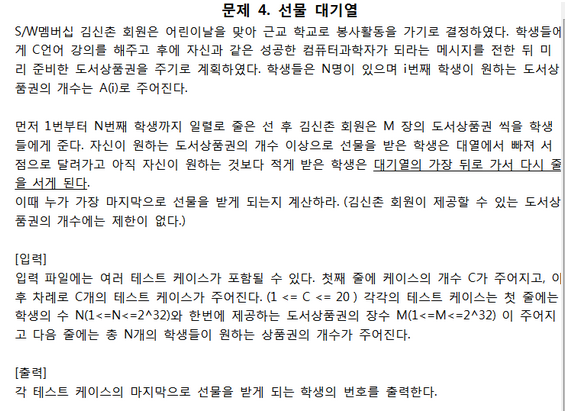 문제 4. 선물 대기열
S/W멤버십 김신존 회원은 어린이날을 맞아 근교 학교로 봉사활동을 가기로 결정하였다. 학생들에
게 C언어 강의를 해주고 후에 자신과 같은 성공한 컴퓨터과학자가 되라는 메시지를 전한 뒤 미
리 준비한 도서상품권을 주기로 계획하였다. 학생들은 N명이 있으며 i번째 학생이 원하는 도서상
품권의 개수는 A(i)로 주어진다.
먼저 1번부터 N번째 학생까지 일렬로 줄은 선 후 김신존 회원은 M 장의 도서상품권 씩을 학생
들에게 준다. 자신이 원하는 도서상품권의 개수 이상으로 선물을 받은 학생은 대열에서 빠져 서
점으로 달려가고 아직 자신이 원하는 것보다 적게 받은 학생은 대기열의 가장 뒤로 가서 다시 줄
을 서게 된다.
이때 누가 가장 마지막으로 선물을 받게 되는지 계산하라. (김신존 회원이 제공할 수 있는 도서상
품권의 개수에는 제한이 없다.)
[입력]
입력 파일에는 여러 테스트 케이스가 포함될 수 있다. 첫째 줄에 케이스의 개수 C가 주어지고, 이
후 차례로 C개의 테스트 케이스가 주어진다. (1 <= C <= 20 ) 각각의 테스트 케이스는 첫 줄에는
학생의 수 N(1<=N<=2^32)와 한번에 제공하는 도서상품권의 장수 M(1<=M<=2^32) 이 주어지
고 다음 줄에는 총 N개의 학생들이 원하는 상품권의 개수가 주어진다.
[출력]
각 테스트 케이스의 마지막으로 선물을 받게 되는 학생의 번호를 출력한다.